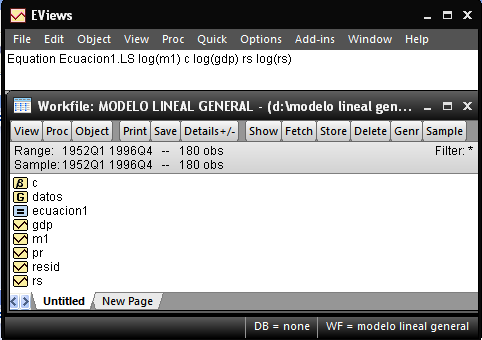 EViews
File Edit Object View Proc Quick Options Add-ins Window Help
Equation Ecuacion1.LS log(m1) c log(gdp) rs log(rs)
Workfile: MODELO LINEAL GENERAL - (d:\modelo lineal gen...
View Proc Object Print Save Details+/- Show Fetch Store Delete Genr Sample
Range: 1952Q1 1996Q4 -- 180 obs Filter: *
Sample: 1952Q1 1996Q4 -- 180 obs
β c
G datos
= ecuacion1
gdp
m1
pr
resid
rs
Untitled New Page
DB = none WF = modelo lineal general